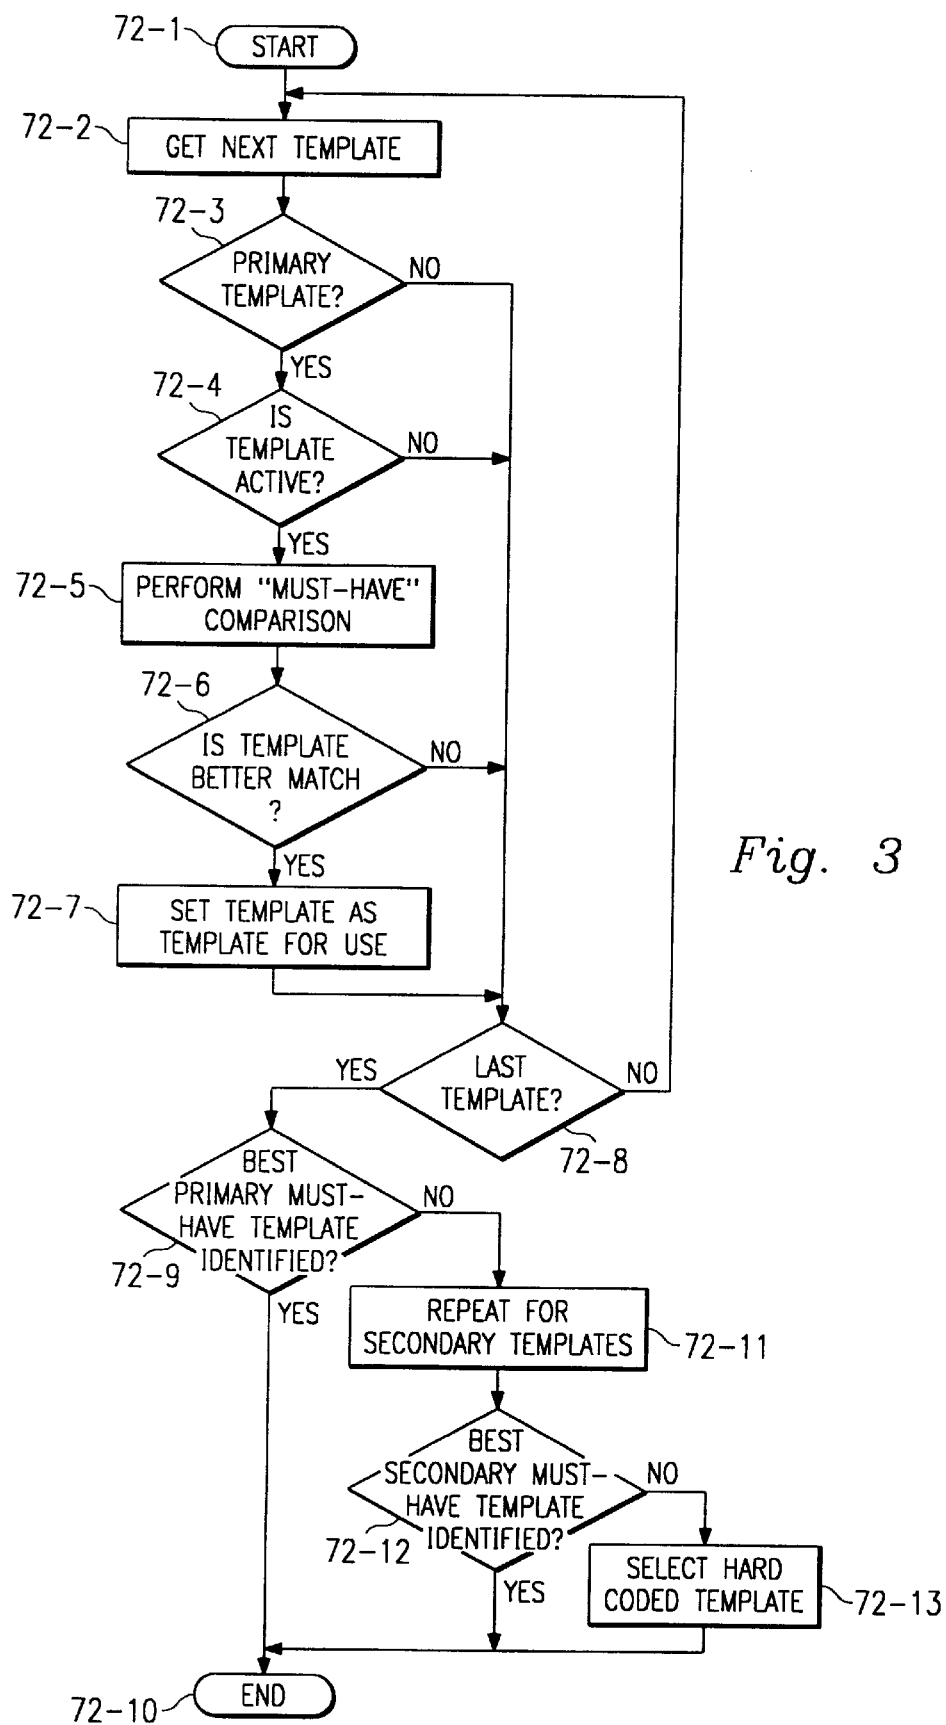 72-1
START
72-2
GET NEXT TEMPLATE
72-3
PRIMARY
TEMPLATE?
NO
YES
72-4
IS
TEMPLATE
ACTIVE?
NO
YES
72-5
PERFORM "MUST-HAVE"
COMPARISON
72-6
IS TEMPLATE
BETTER MATCH
?
NO
YES
Fig. 3
72-7
SET TEMPLATE AS
TEMPLATE FOR USE
YES
LAST
TEMPLATE?
NO
72-8
BEST
PRIMARY MUST-
HAVE TEMPLATE
IDENTIFIED?
NO
72-9
YES
REPEAT FOR
SECONDARY TEMPLATES
72-11
BEST
SECONDARY MUST-
HAVE TEMPLATE
IDENTIFIED?
NO
72-12
YES
SELECT HARD
CODED TEMPLATE
72-13
72-10
END